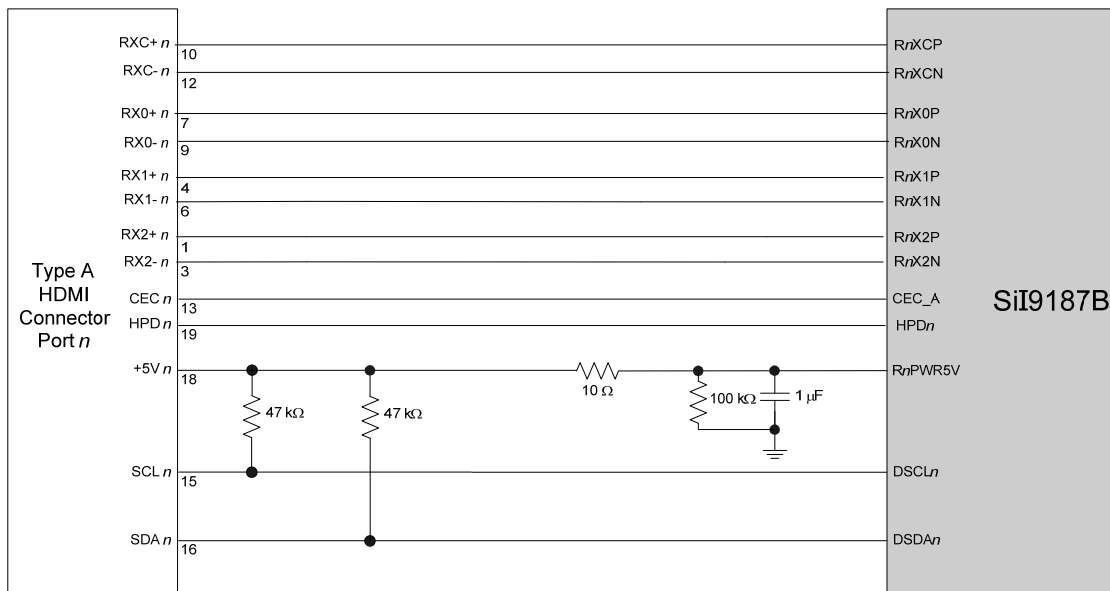 RXC+ n 10 RnXCP
RXC- n 12 RnXCN
RX0+ n 7 RnX0P
RX0- n 9 RnX0N
RX1+ n 4 RnX1P
RX1- n 6 RnX1N
RX2+ n 1 RnX2P
RX2- n 3 RnX2N
Type A
HDMI
Connector
Port n
CEC n 13 CEC_A
SiI9187B
HPD n 19 HPDn
+5V n 18 10 Ω RnPWR5V
47 kΩ 47 kΩ 100 kΩ 1 µF
SCL n 15 DSCLn
SDA n 16 DSDAn